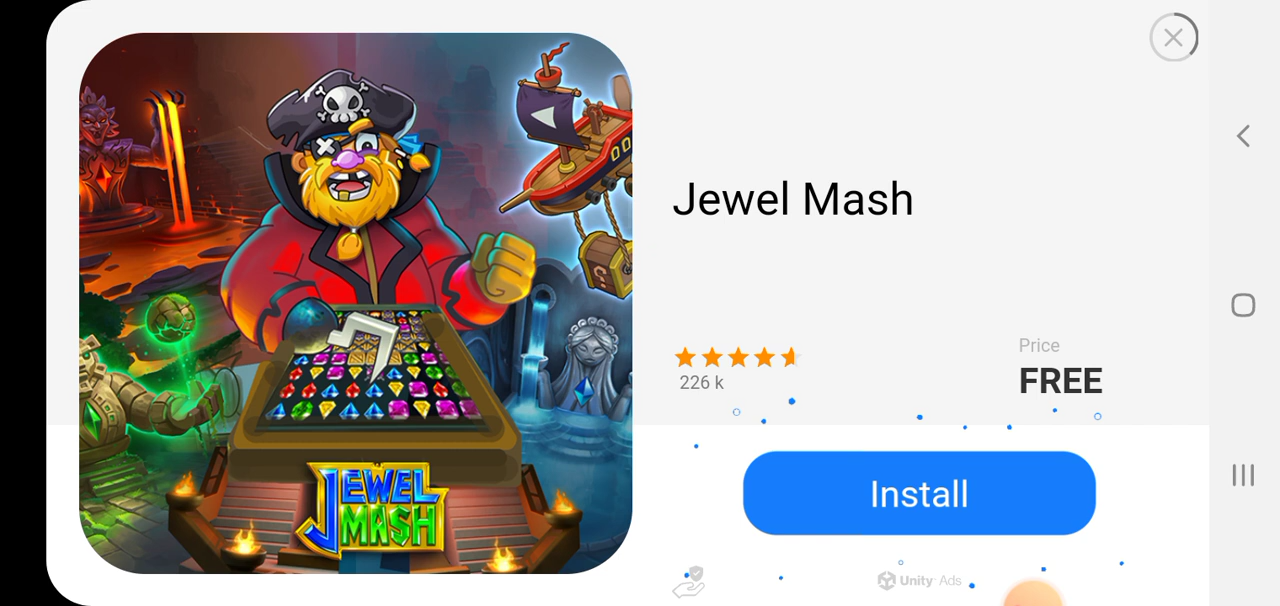 Jewel Mash
226 k
Price
FREE
Install
JEWEL
MASH
Unity Ads